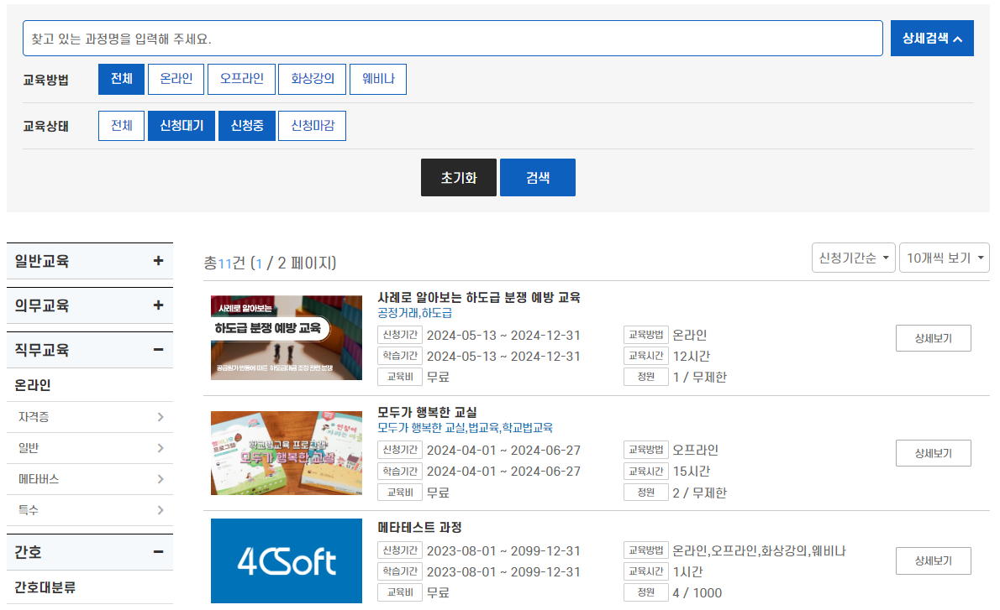 찾고 있는 과정명을 입력해 주세요.
상세검색
교육방법 전체 온라인 오프라인 화상강의 웨비나
교육상태 전체 신청대기 신청중 신청마감
초기화 검색
일반교육 +
의무교육 +
직무교육 −
온라인
자격증
일반
메타버스
특수
간호 −
간호대분류
총11건 (1 / 2 페이지)
신청기간순 10개씩 보기
사례로 알아보는
하도급 분쟁 예방 교육
사례로 알아보는 하도급 분쟁 예방 교육
공정거래,하도급
신청기간 2024-05-13 ~ 2024-12-31 교육방법 온라인
학습기간 2024-05-13 ~ 2024-12-31 교육시간 12시간
교육비 무료 정원 1 / 무제한
상세보기
학교법교육 프로그램
모두가 행복한 교실
모두가 행복한 교실
모두가 행복한 교실,법교육,학교법교육
신청기간 2024-04-01 ~ 2024-06-27 교육방법 오프라인
학습기간 2024-04-01 ~ 2024-06-27 교육시간 15시간
교육비 무료 정원 2 / 무제한
상세보기
4CSoft
메타테스트 과정
신청기간 2023-08-01 ~ 2099-12-31 교육방법 온라인,오프라인,화상강의,웨비나
학습기간 2023-08-01 ~ 2099-12-31 교육시간 1시간
교육비 무료 정원 4 / 1000
상세보기